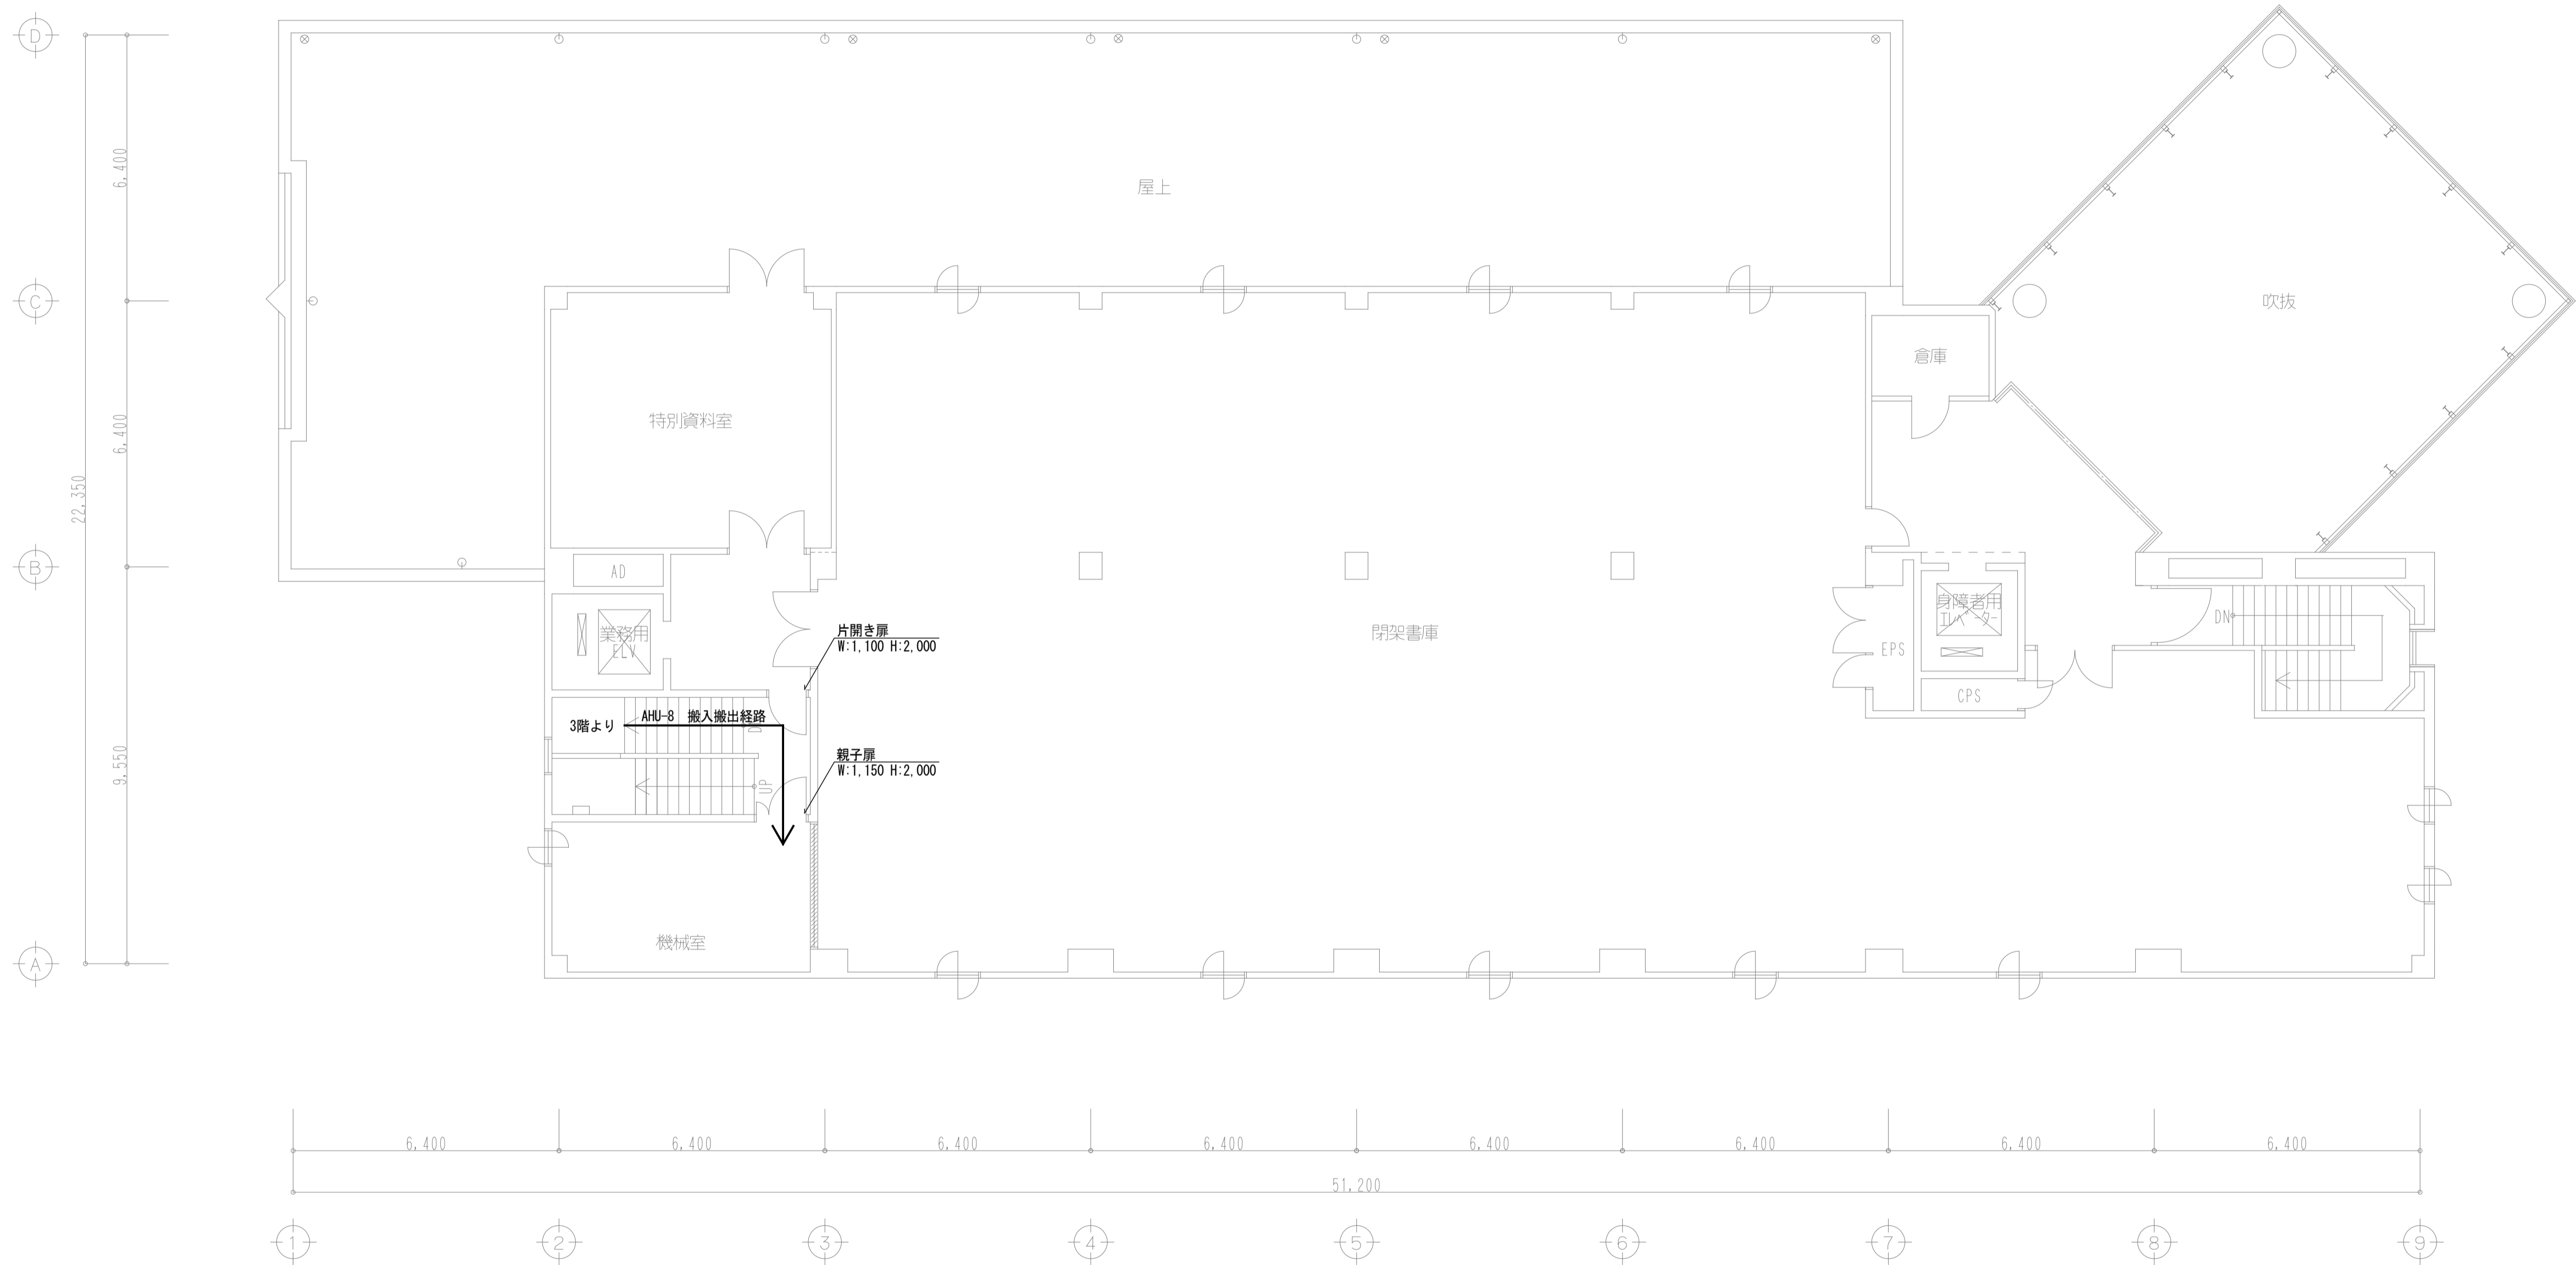 D
6,400
屋上
C
吹抜
倉庫
6,400
特別資料室
22,350
B
AD
身障者用
ｴﾚﾍﾞｰﾀｰ
DN
業務用
ELV
片開き扉
W:1,100 H:2,000
閉架書庫
EPS
CPS
3階より
AHU-8 搬入搬出経路
DN
親子扉
W:1,150 H:2,000
9,550
UP
機械室
A
6,400 6,400 6,400 6,400 6,400 6,400 6,400 6,400
51,200
1 2 3 4 5 6 7 8 9